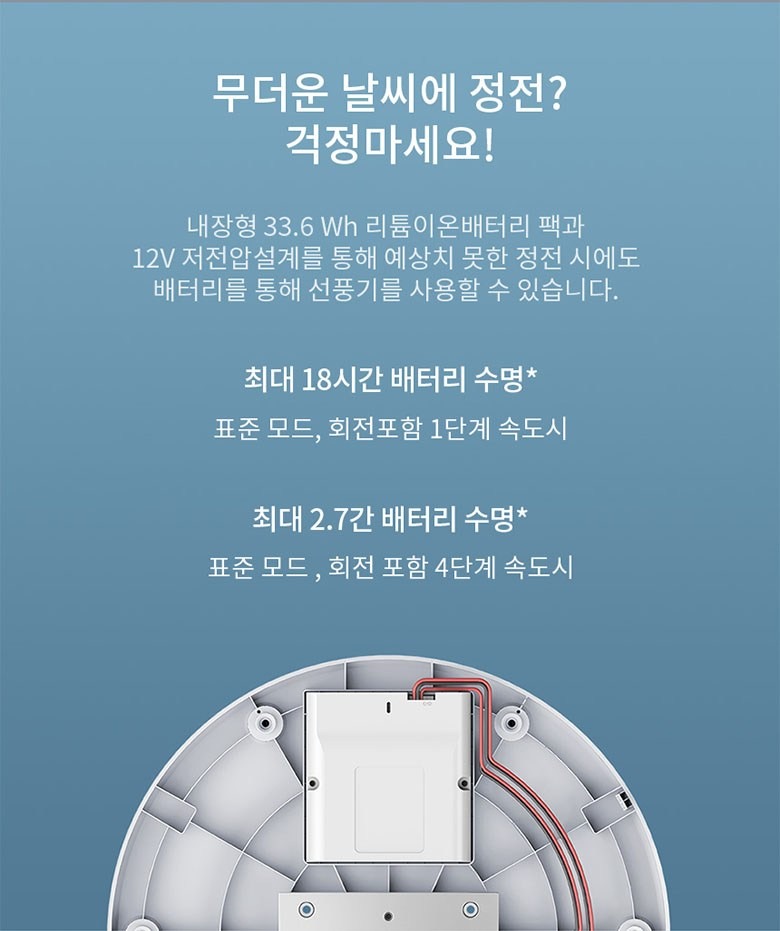 무더운 날씨에 정전?
걱정마세요!
내장형 33.6 Wh 리튬이온배터리 팩과
12V 저전압설계를 통해 예상치 못한 정전 시에도
배터리를 통해 선풍기를 사용할 수 있습니다.
최대 18시간 배터리 수명*
표준 모드, 회전포함 1단계 속도시
최대 2.7간 배터리 수명*
표준 모드 , 회전 포함 4단계 속도시